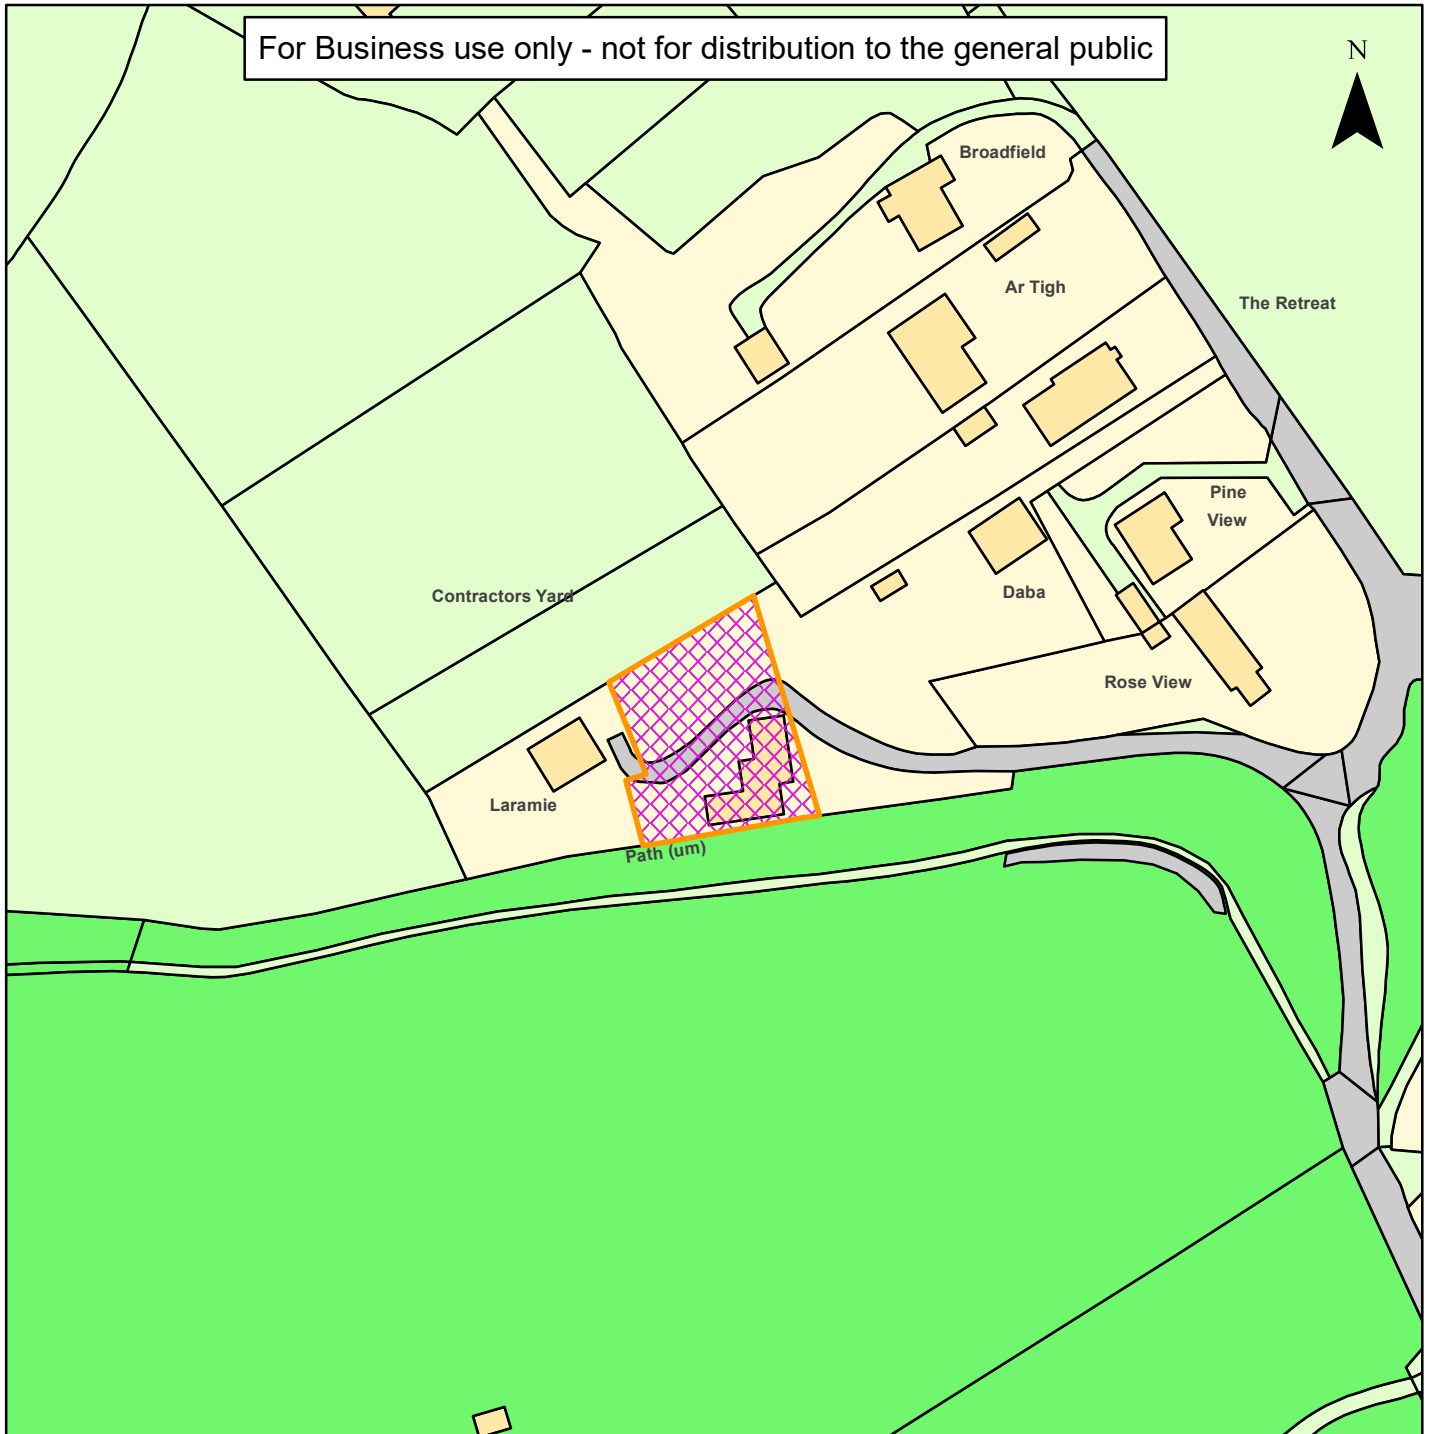 For Business use only - not for distribution to the general public
N
Broadfield
Ar Tigh
The Retreat
Pine
View
Contractors Yard
Daba
Rose View
Laramie
Path (um)